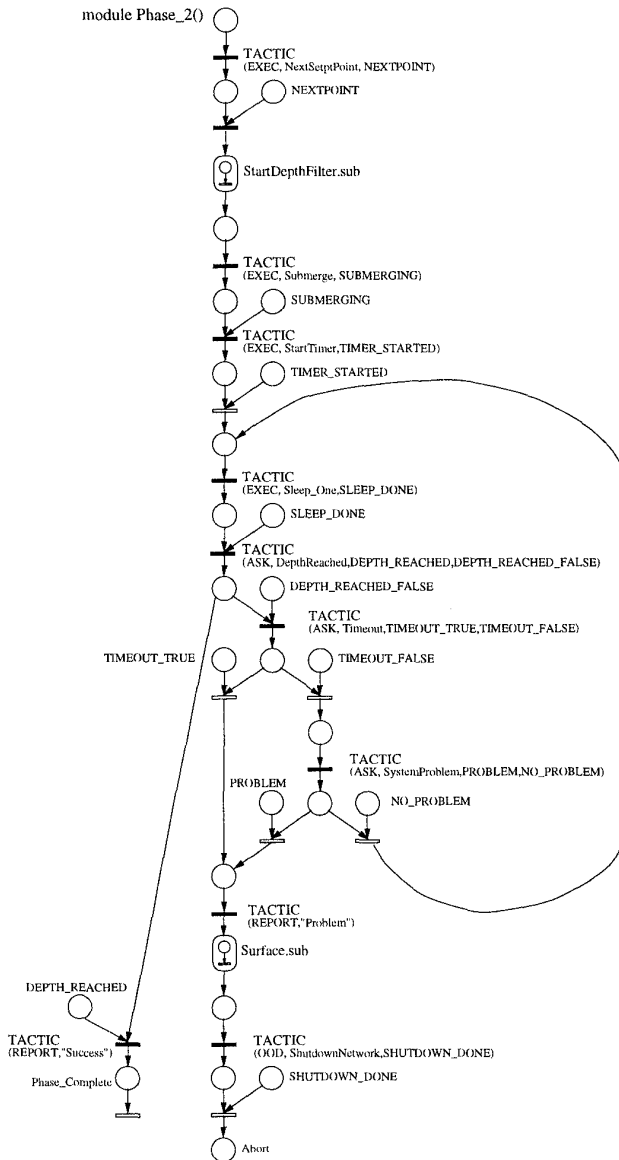 module Phase_2()
TACTIC
(EXEC, NextSetptPoint, NEXTPOINT)
NEXTPOINT
StartDepthFilter.sub
TACTIC
(EXEC, Submerge, SUBMERGING)
SUBMERGING
TACTIC
(EXEC, StartTimer,TIMER_STARTED)
TIMER_STARTED
TACTIC
(EXEC, Sleep_One,SLEEP_DONE)
SLEEP_DONE
TACTIC
(ASK, DepthReached,DEPTH_REACHED,DEPTH_REACHED_FALSE)
DEPTH_REACHED_FALSE
TACTIC
(ASK, Timeout,TIMEOUT_TRUE,TIMEOUT_FALSE)
TIMEOUT_TRUE
TIMEOUT_FALSE
TACTIC
(ASK, SystemProblem,PROBLEM,NO_PROBLEM)
PROBLEM
NO_PROBLEM
TACTIC
(REPORT,"Problem")
Surface.sub
DEPTH_REACHED
TACTIC
(REPORT,"Success")
TACTIC
(OOD, ShutdownNetwork,SHUTDOWN_DONE)
Phase_Complete
SHUTDOWN_DONE
Abort